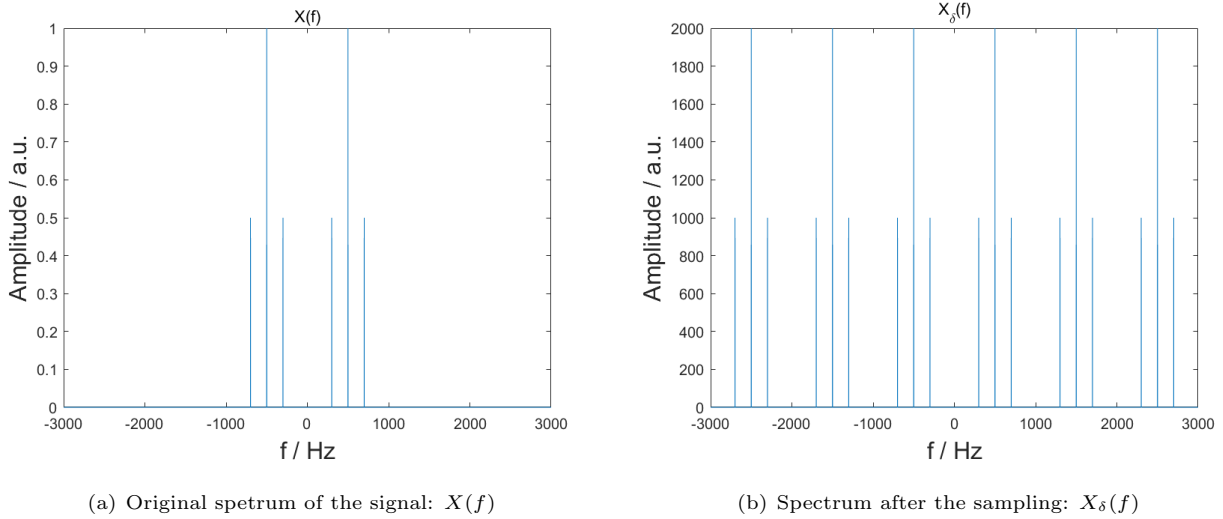 X(f)
1
0.9
0.8
0.7
0.6
0.5
0.4
0.3
0.2
0.1
0
Amplitude / a.u.
-3000 -2000 -1000 0 1000 2000 3000
f / Hz
(a) Original spetrum of the signal: X(f)
Xδ(f)
2000
1800
1600
1400
1200
1000
800
600
400
200
0
Amplitude / a.u.
-3000 -2000 -1000 0 1000 2000 3000
f / Hz
(b) Spectrum after the sampling: Xδ(f)